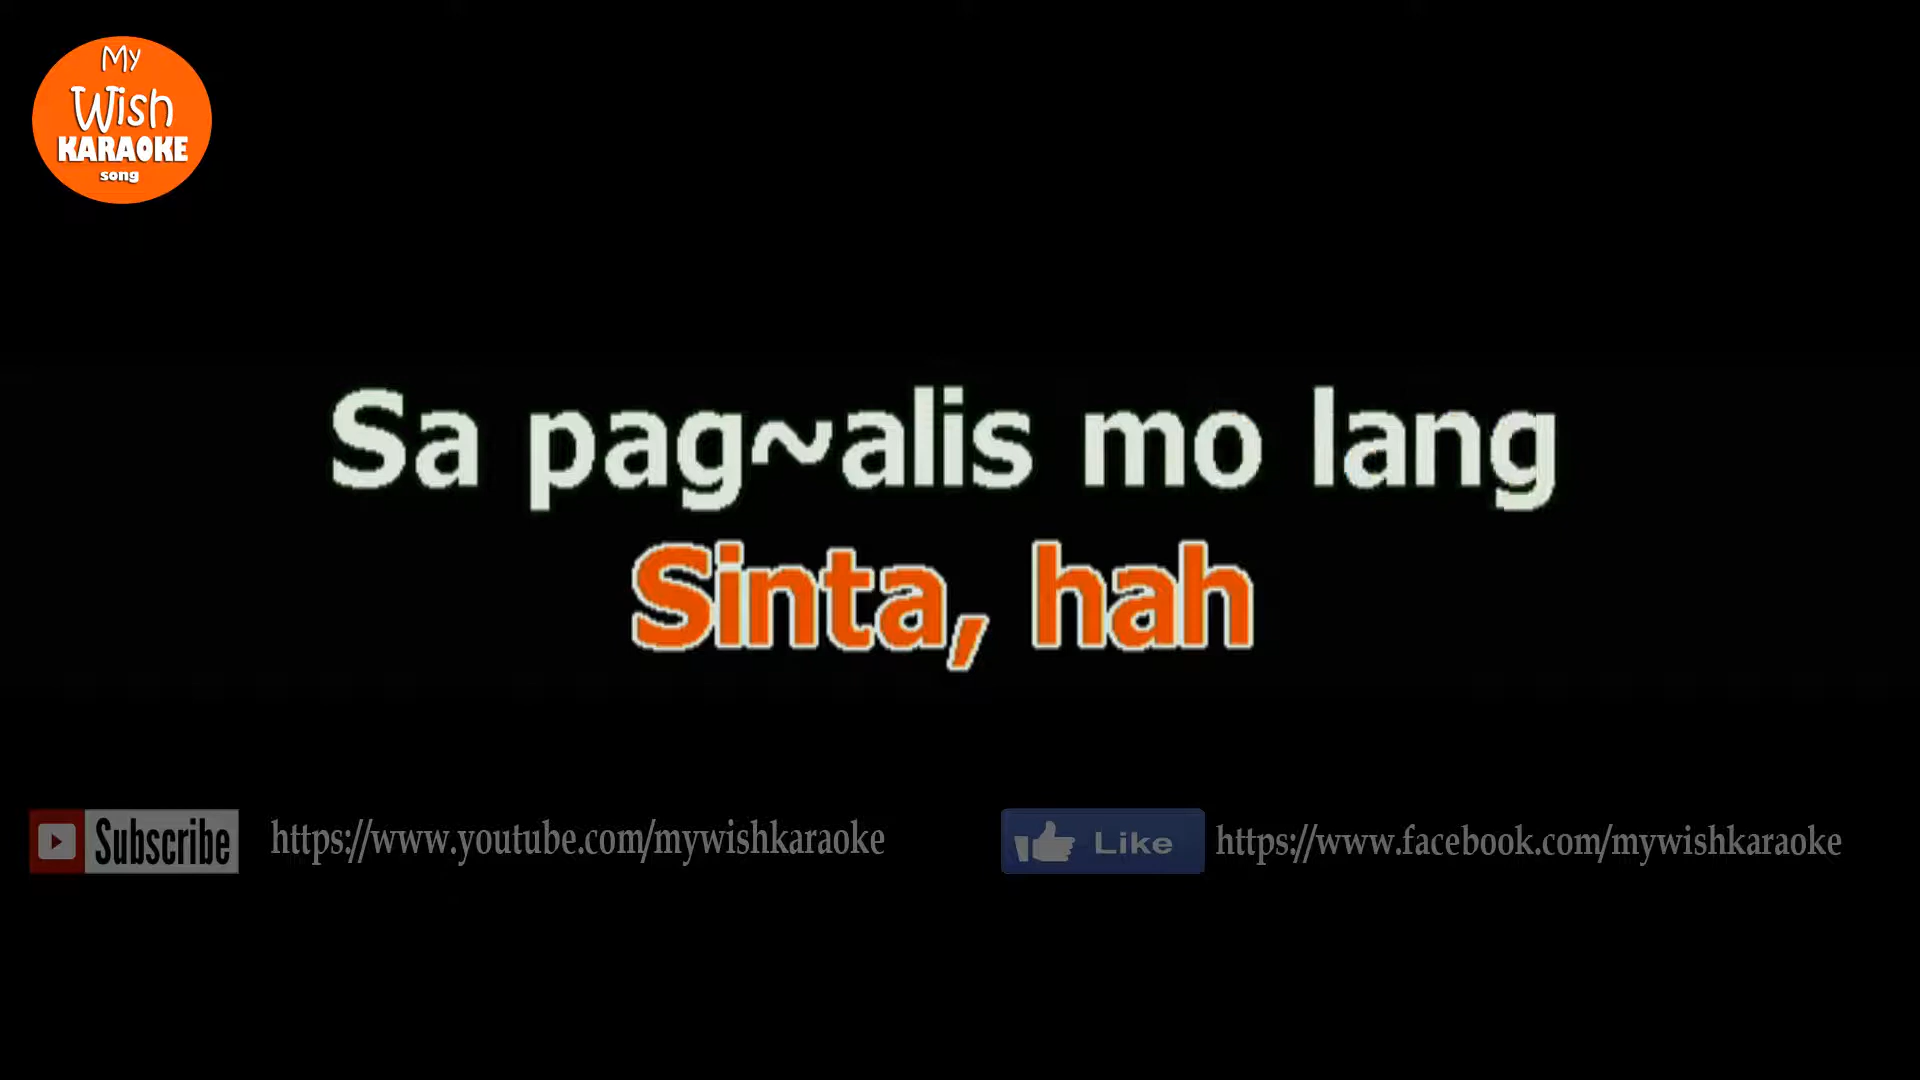 My
Wish
KARAOKE
song
Sa pag~alis mo lang
Sinta, hah
Subscribe https://www.youtube.com/mywishkaraoke Like https://www.facebook.com/mywishkaraoke